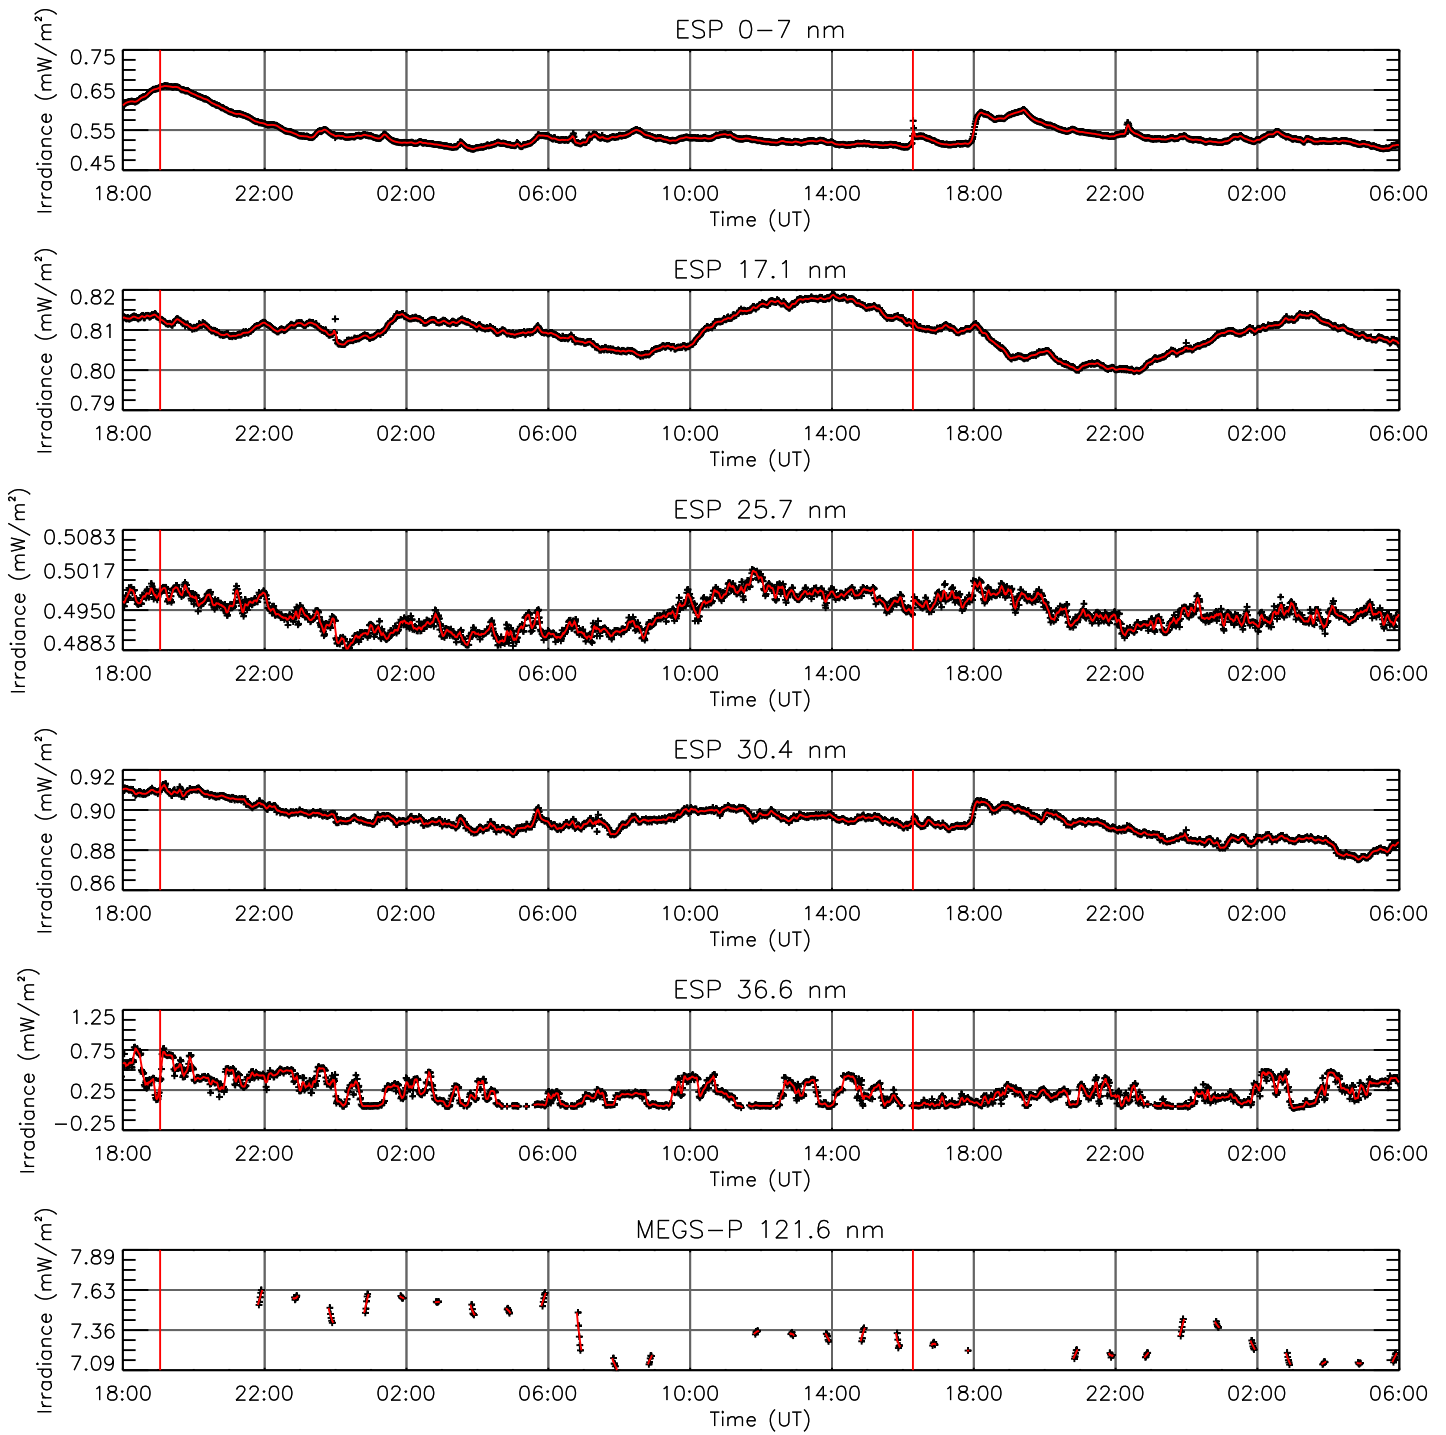 ESP 0−7 nm
Irradiance (mW/m²)
0.75
0.65
0.55
0.45
18:00 22:00 02:00 06:00 10:00 14:00 18:00 22:00 02:00 06:00
Time (UT)
ESP 17.1 nm
Irradiance (mW/m²)
0.82
0.81
0.80
0.79
18:00 22:00 02:00 06:00 10:00 14:00 18:00 22:00 02:00 06:00
Time (UT)
ESP 25.7 nm
Irradiance (mW/m²)
0.5083
0.5017
0.4950
0.4883
18:00 22:00 02:00 06:00 10:00 14:00 18:00 22:00 02:00 06:00
Time (UT)
ESP 30.4 nm
Irradiance (mW/m²)
0.92
0.90
0.88
0.86
18:00 22:00 02:00 06:00 10:00 14:00 18:00 22:00 02:00 06:00
Time (UT)
ESP 36.6 nm
Irradiance (mW/m²)
1.25
0.75
0.25
−0.25
18:00 22:00 02:00 06:00 10:00 14:00 18:00 22:00 02:00 06:00
Time (UT)
MEGS−P 121.6 nm
Irradiance (mW/m²)
7.89
7.63
7.36
7.09
18:00 22:00 02:00 06:00 10:00 14:00 18:00 22:00 02:00 06:00
Time (UT)